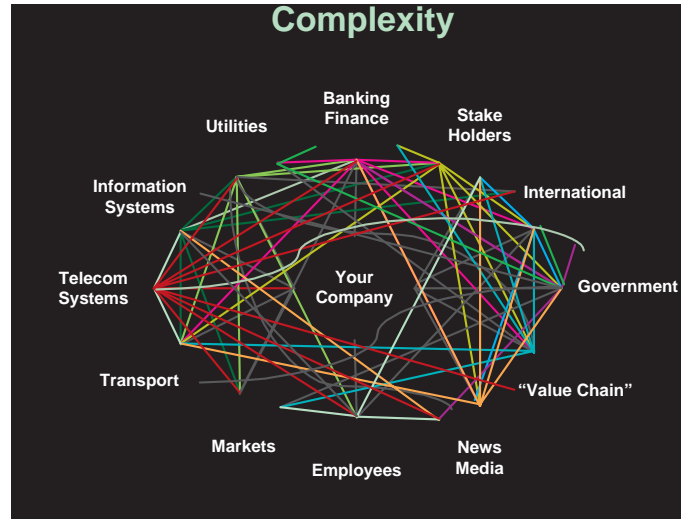 Complexity
Banking
Finance
Stake
Holders
Utilities
Information
Systems
International
Telecom
Systems
Your
Company
Government
Transport
“Value Chain”
Markets
Employees
News
Media